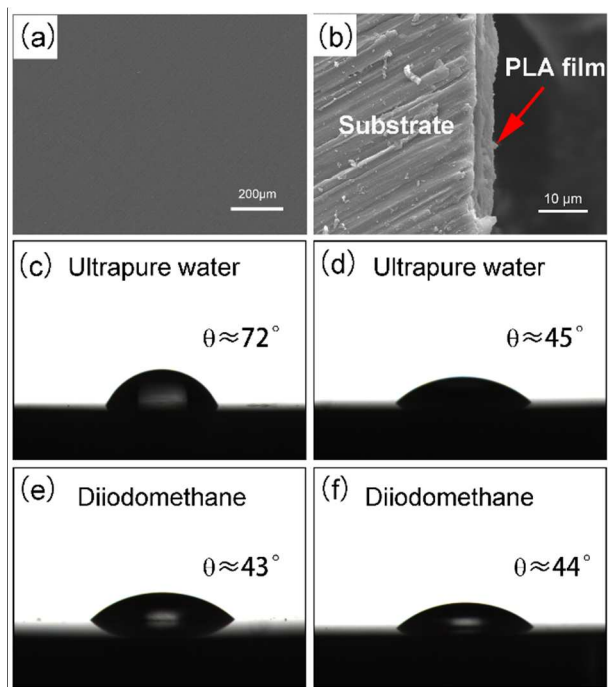 (a)
200μm
(b)
PLA film
Substrate
10 μm
(c) Ultrapure water
θ≈72°
(d) Ultrapure water
θ≈45°
(e) Diiodomethane
θ≈43°
(f) Diiodomethane
θ≈44°